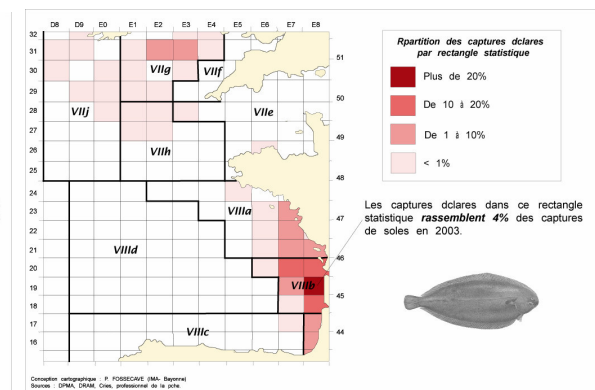 D8 D9 E0 E1 E2 E3 E4 E5 E6 E7 E8
32
31
30
29
28
27
26
25
24
23
22
21
20
19
18
17
16
51
50
49
48
47
46
45
44
VIIg
VIIf
VIIj
VIIe
VIIh
VIIIa
VIIId
VIIIb
VIIIc
Rpartition des captures dclares
par rectangle statistique
Plus de 20%
De 10 à 20%
De 1 à 10%
< 1%
Les captures dclares dans ce rectangle
statistique rassemblent 4% des captures
de soles en 2003.
Conception cartographique : P. FOSSECAVE (IMA- Bayonne)
Sources : DPMA, DRAM, Cries, professionnel de la pche.